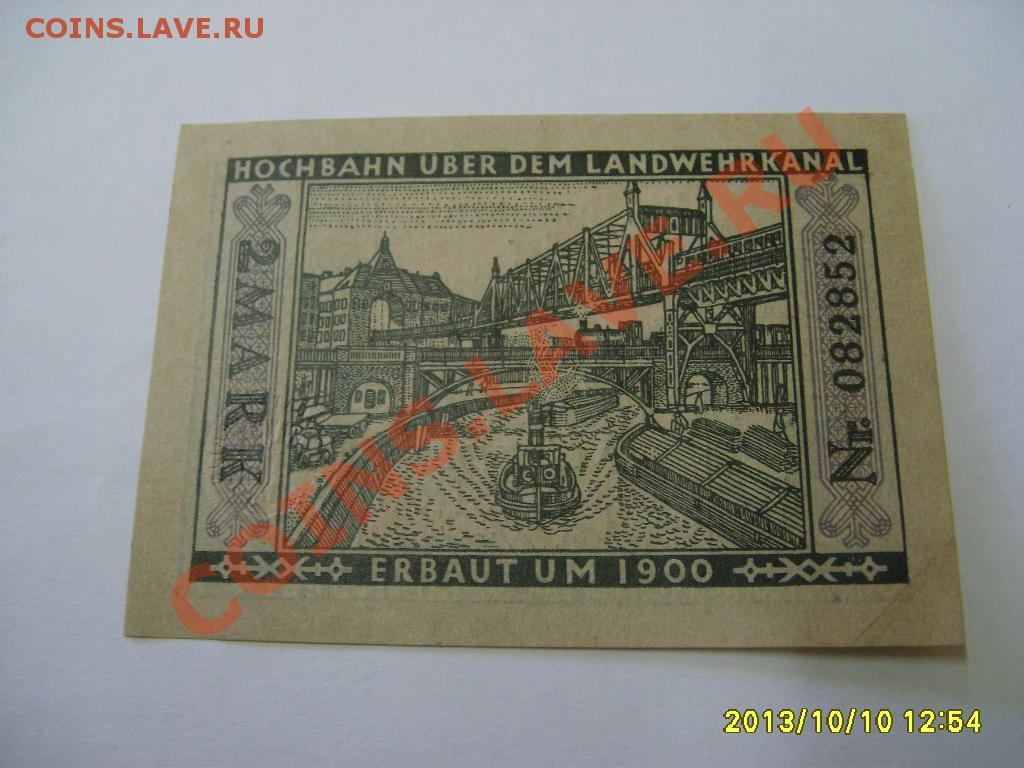 COINS.LAVE.RU
HOCHBAHN ÜBER DEM LANDWEHRKANAL
2 MARK
Nr. 082852
ERBAUT UM 1900
COINS.LAVE.RU
2013/10/10 12:54